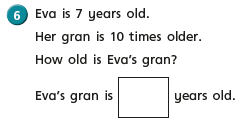 6 Eva is 7 years old.
Her gran is 10 times older.
How old is Eva's gran?
Eva's gran is years old.